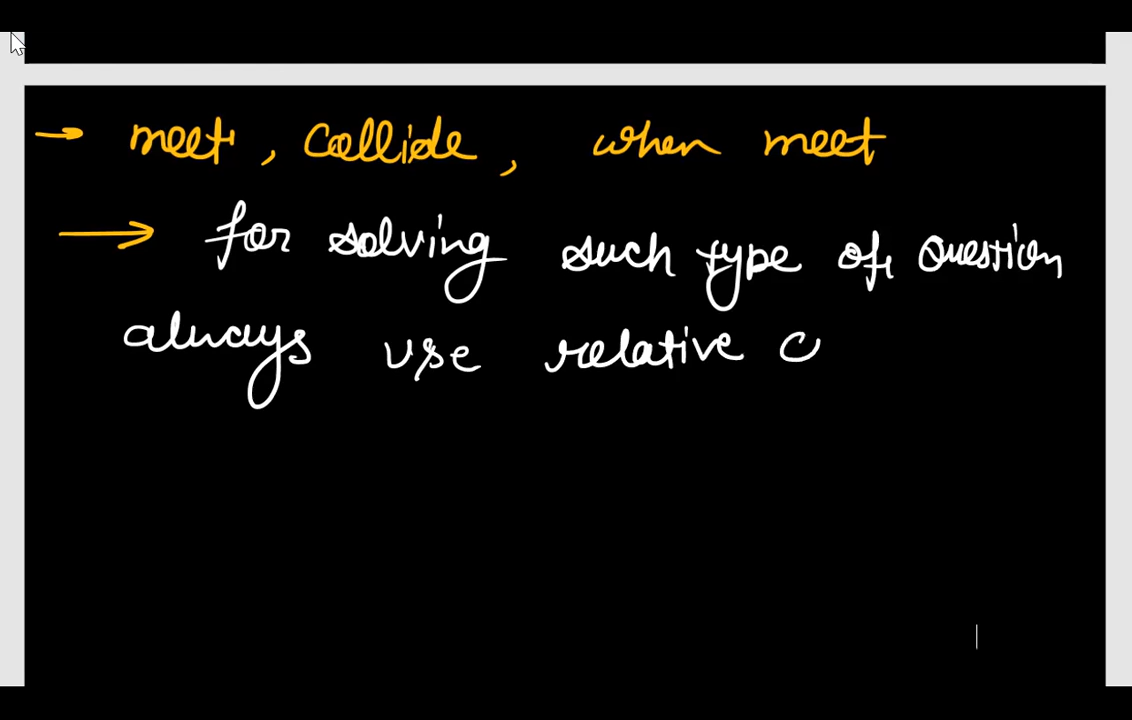 → meet, Collide, when meet
→ for solving such type of question
always use relative c